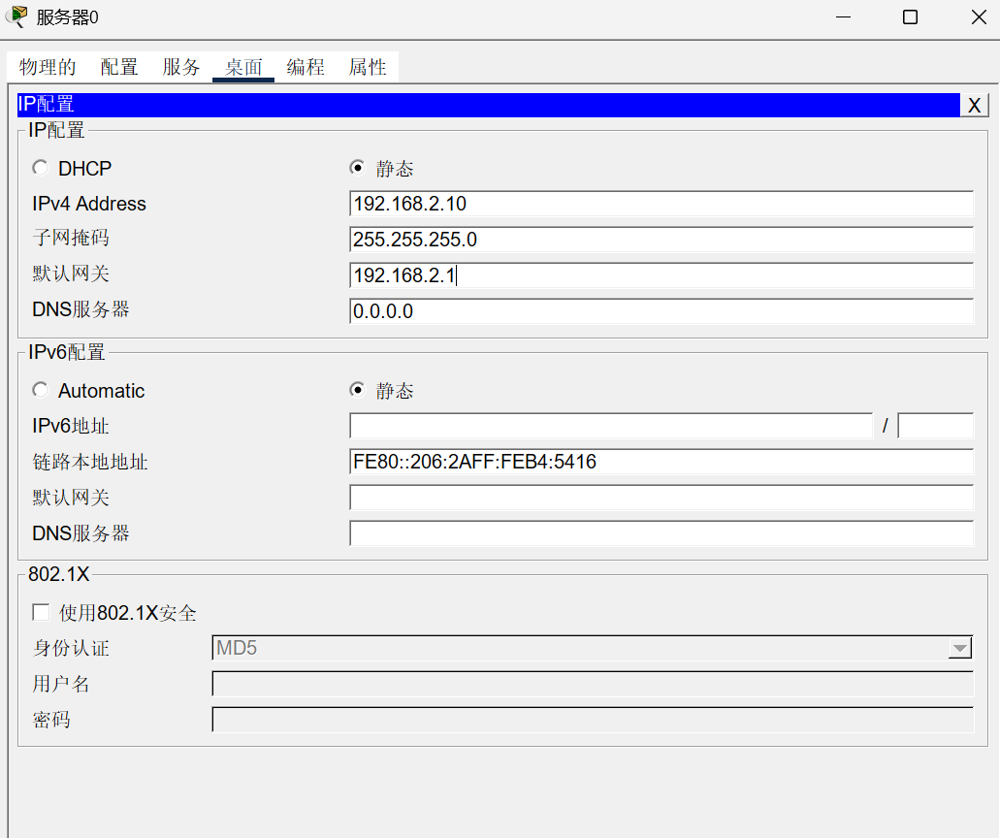 服务器0
物理的 配置 服务 桌面 编程 属性
IP配置 X
IP配置
DHCP 静态
IPv4 Address 192.168.2.10
子网掩码 255.255.255.0
默认网关 192.168.2.1
DNS服务器 0.0.0.0
IPv6配置
Automatic 静态
IPv6地址 /
链路本地地址 FE80::206:2AFF:FEB4:5416
默认网关
DNS服务器
802.1X
使用802.1X安全
身份认证 MD5
用户名
密码